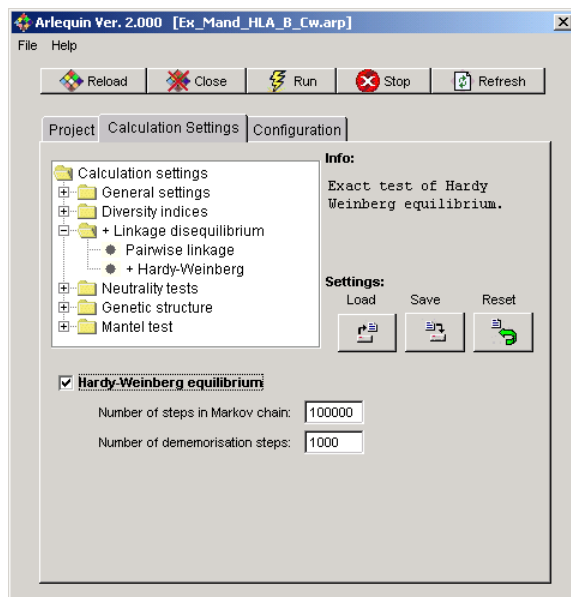 Arlequin Ver. 2.000 [Ex_Mand_HLA_B_Cw.arp]
File Help
Reload Close Run Stop Refresh
Project Calculation Settings Configuration
Calculation settings
General settings
Diversity indices
+ Linkage disequilibrium
Pairwise linkage
+ Hardy-Weinberg
Neutrality tests
Genetic structure
Mantel test
Info:
Exact test of Hardy
Weinberg equilibrium.
Settings:
Load Save Reset
Hardy-Weinberg equilibrium
Number of steps in Markov chain: 100000
Number of dememorisation steps: 1000